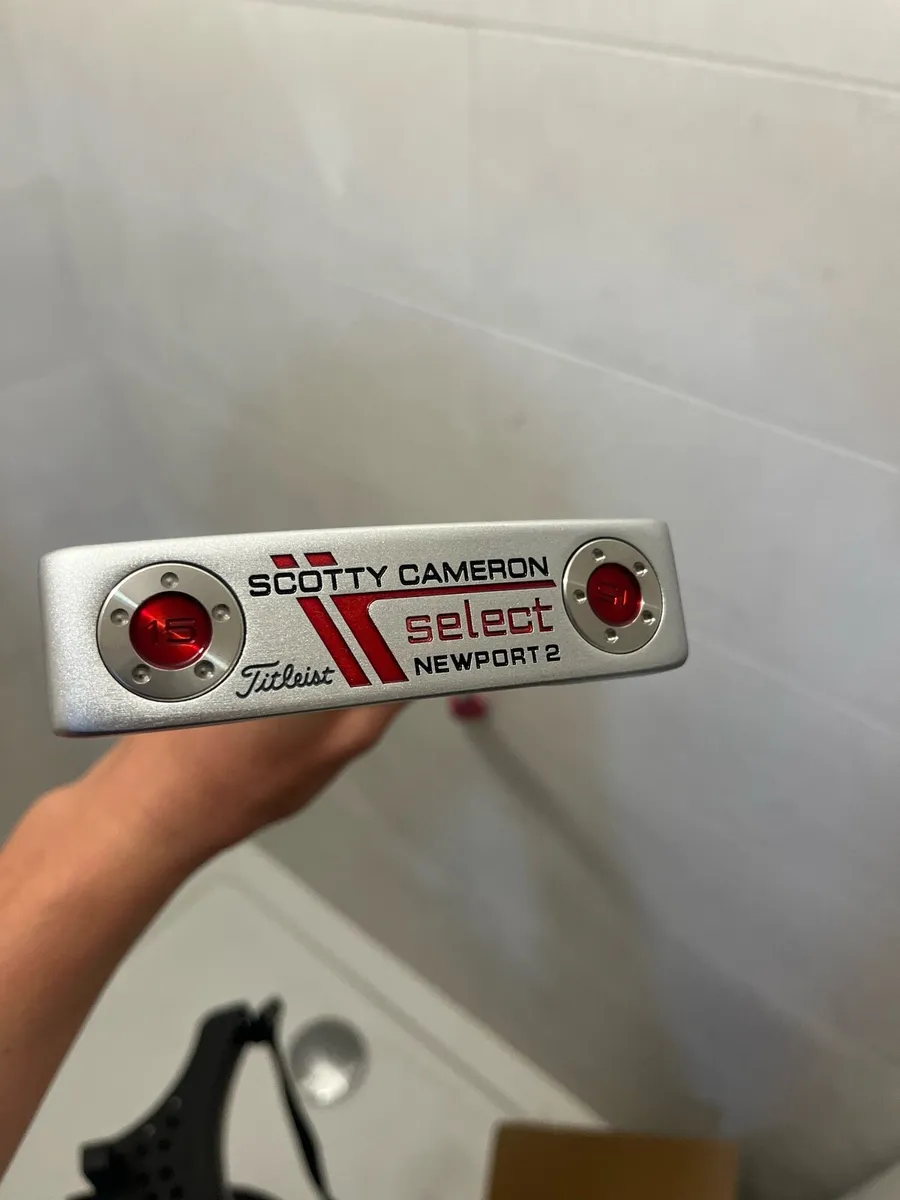 SCOTTY CAMERON
select
NEWPORT 2
Titleist
15